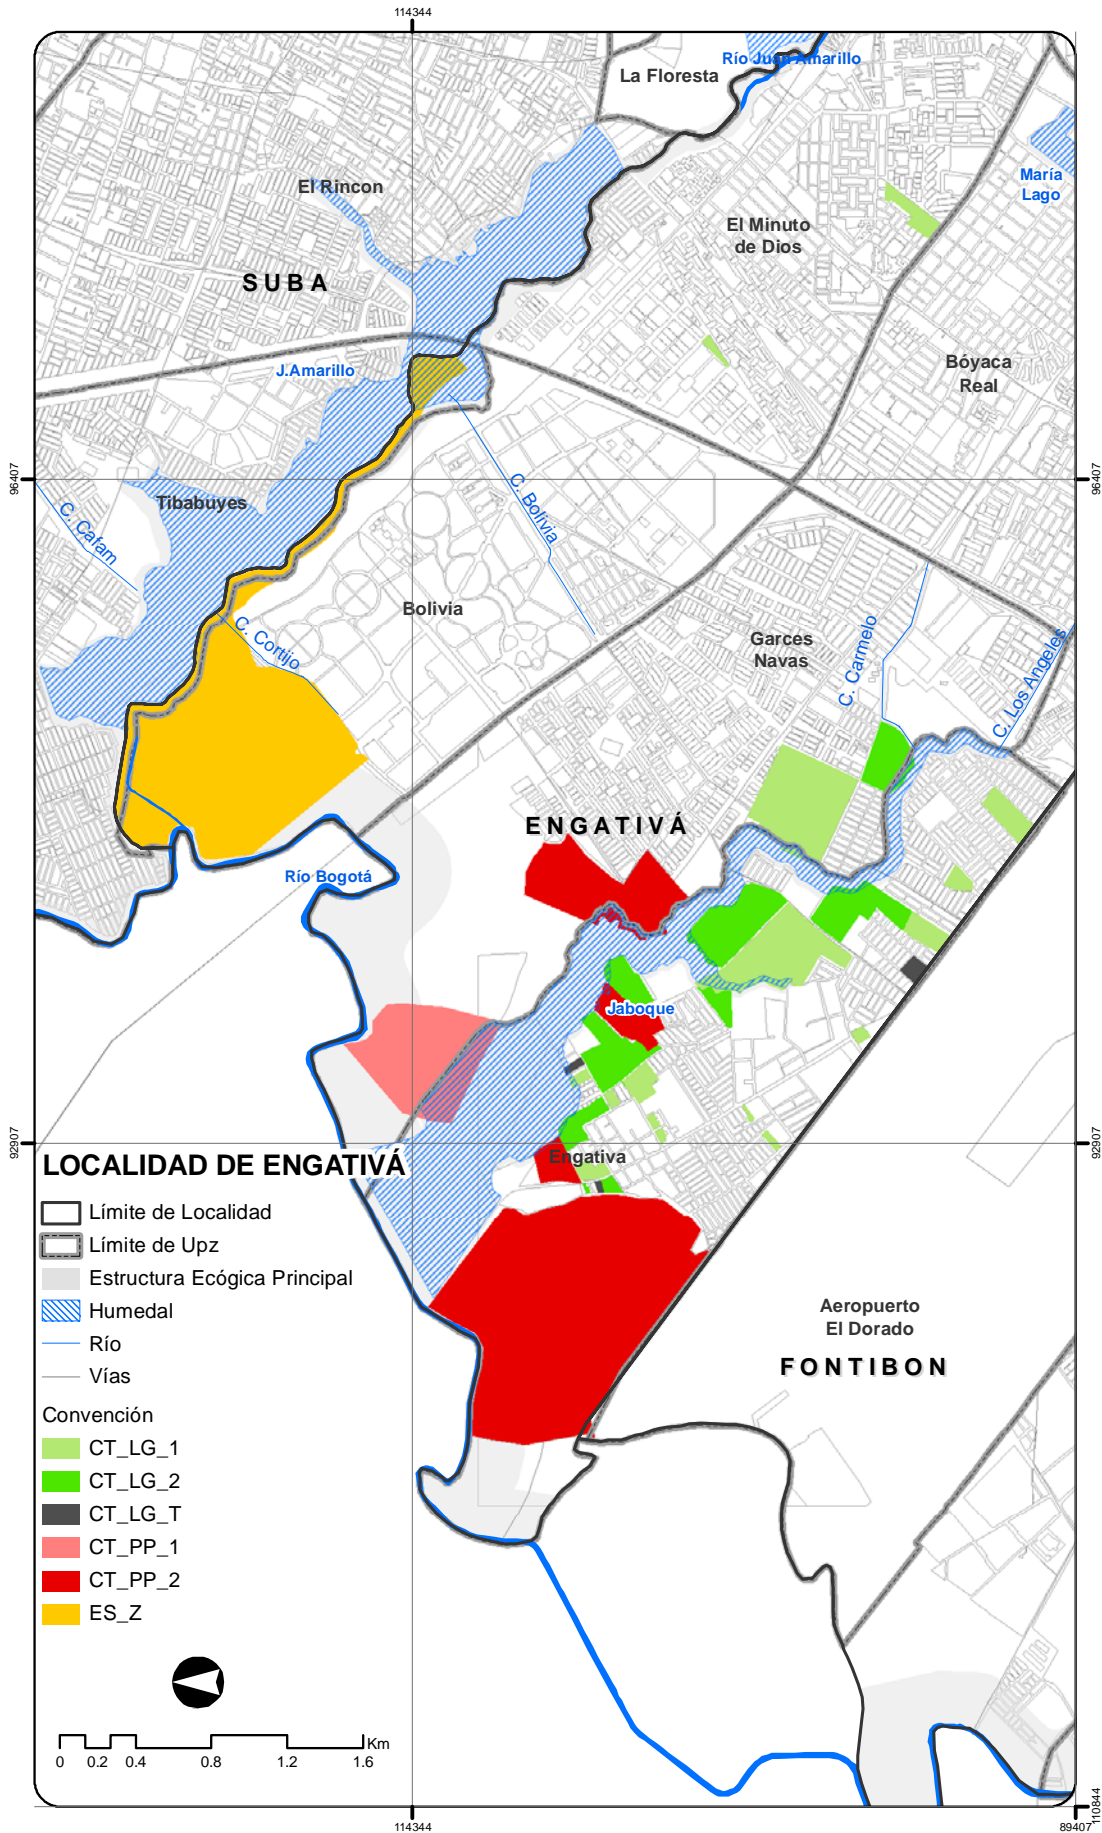 114344
La Floresta
Río Juan Amarillo
El Rincon
María
Lago
El Minuto
de Dios
SUBA
J.Amarillo
Bóyaca
Real
96407
96407
Tibabuyes
C. Cafam
C. Bolivia
Bolivia
C. Cortijo
Garces
Navas
C. Carmelo
C. Los Angeles
ENGATIVÁ
Río Bogotá
Jaboque
92907
92907
Engativa
LOCALIDAD DE ENGATIVÁ
Límite de Localidad
Límite de Upz
Estructura Ecógica Principal
Humedal
Río
Vías
Convención
CT_LG_1
CT_LG_2
CT_LG_T
CT_PP_1
CT_PP_2
ES_Z
Aeropuerto
El Dorado
FONTIBON
Km
0 0.2 0.4 0.8 1.2 1.6
114344
89407
110844